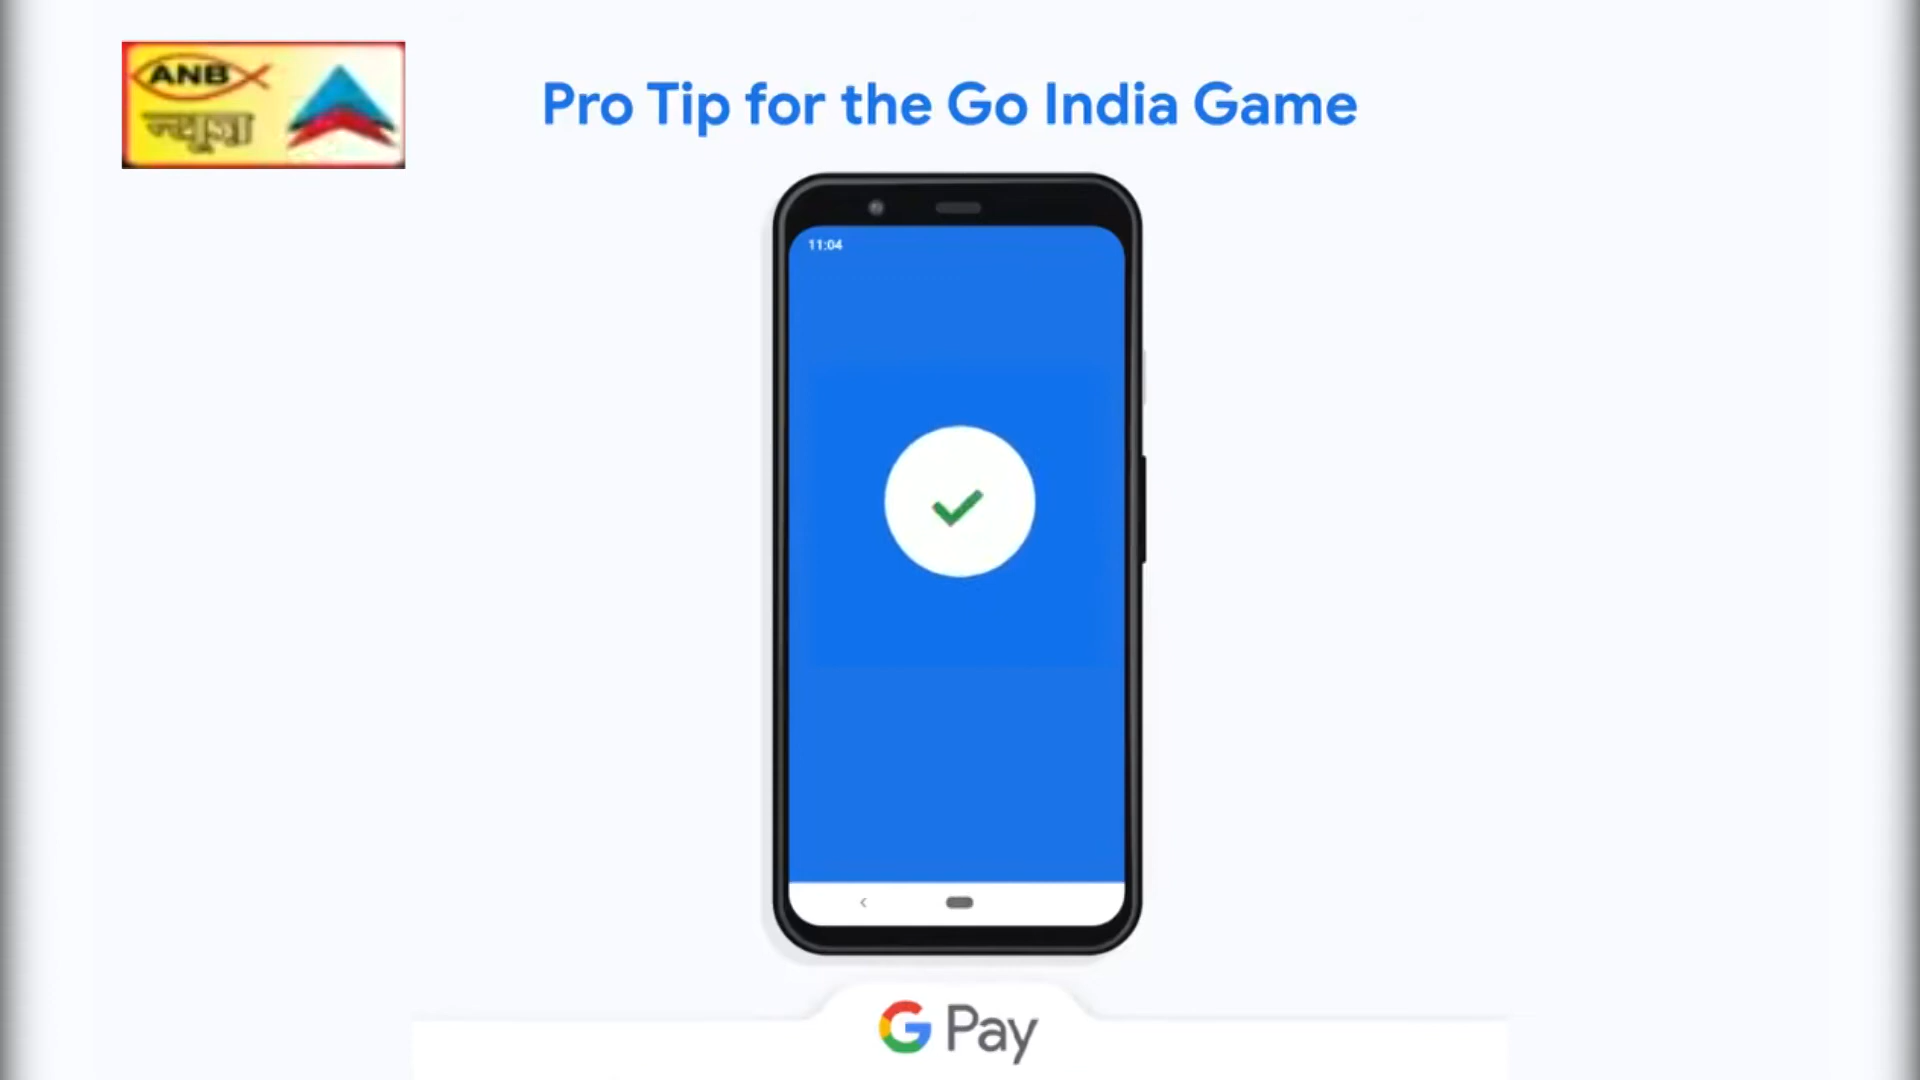 ANB
न्यूज़
Pro Tip for the Go India Game
11:04
G Pay